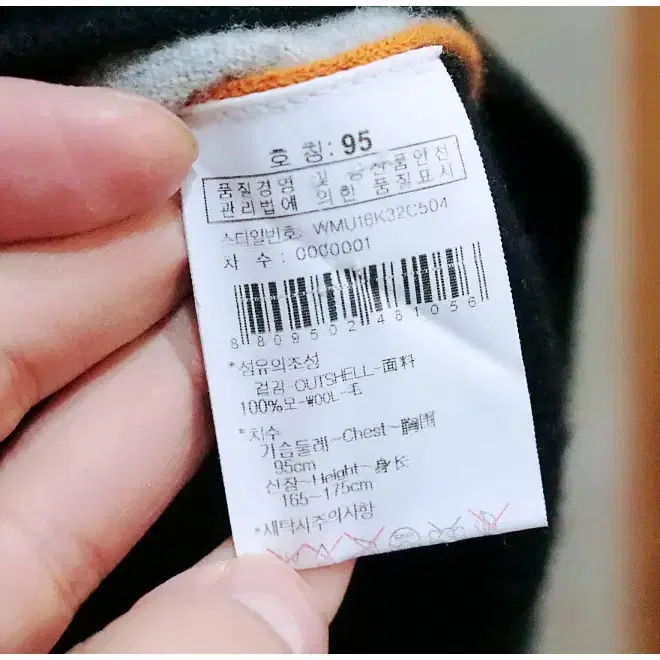 호 칭: 95
품질경영 및 공산품안전
관리법에 의한 품질표시
스타일번호: WMU16K32C504
차 수 : 0000001
8 809502 481056
*섬유의조성
겉감-OUTSHELL-面料
100%모-WOOL-毛
*치수
가슴둘레-Chest-胸围
95cm
신장-Height-身长
165~175cm
*세탁시주의사항